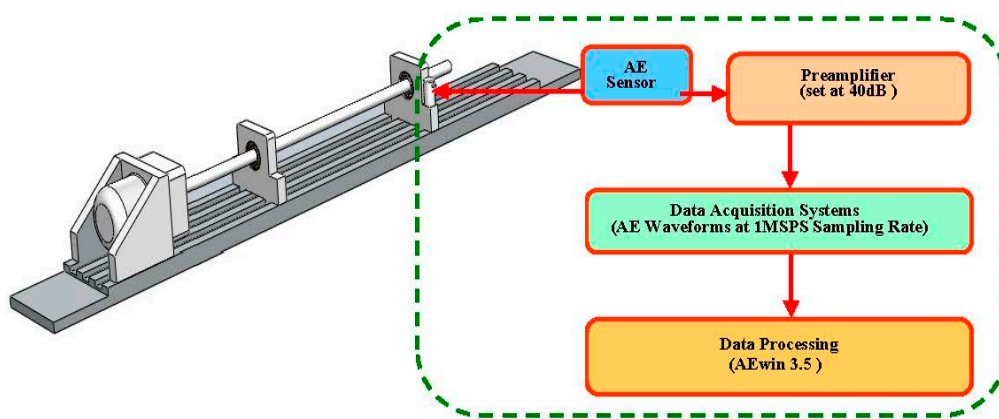 AE
Sensor
Preamplifier
(set at 40dB )
Data Acquisition Systems
(AE Waveforms at 1MSPS Sampling Rate)
Data Processing
(AEwin 3.5 )